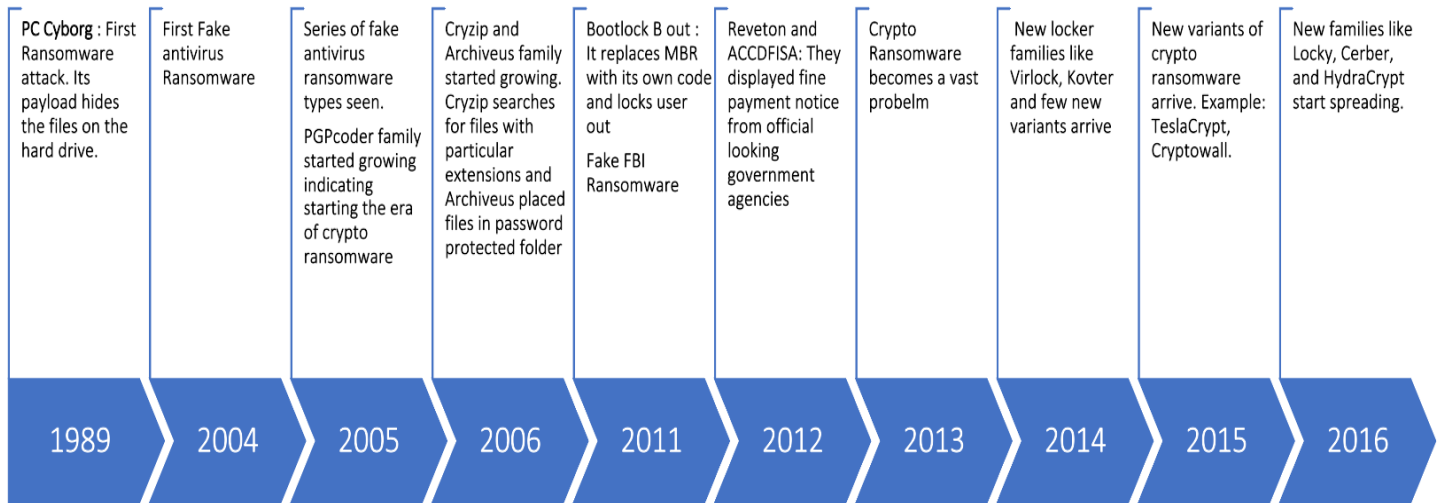 PC Cyborg : First
Ransomware
attack. Its
payload hides
the files on the
hard drive.
First Fake
antivirus
Ransomware
Series of fake
antivirus
ransomware
types seen.
PGPcoder family
started growing
indicating
starting the era
of crypto
ransomware
Cryzip and
Archiveus family
started growing.
Cryzip searches
for files with
particular
extensions and
Archiveus placed
files in password
protected folder
Bootlock B out :
It replaces MBR
with its own code
and locks user
out
Fake FBI
Ransomware
Reveton and
ACCDFISA: They
displayed fine
payment notice
from official
looking
government
agencies
Crypto
Ransomware
becomes a vast
probelm
New locker
families like
Virlock, Kovter
and few new
variants arrive
New variants of
crypto
ransomware
arrive. Example:
TeslaCrypt,
Cryptowall.
New families like
Locky, Cerber,
and HydraCrypt
start spreading.
1989
2004
2005
2006
2011
2012
2013
2014
2015
2016